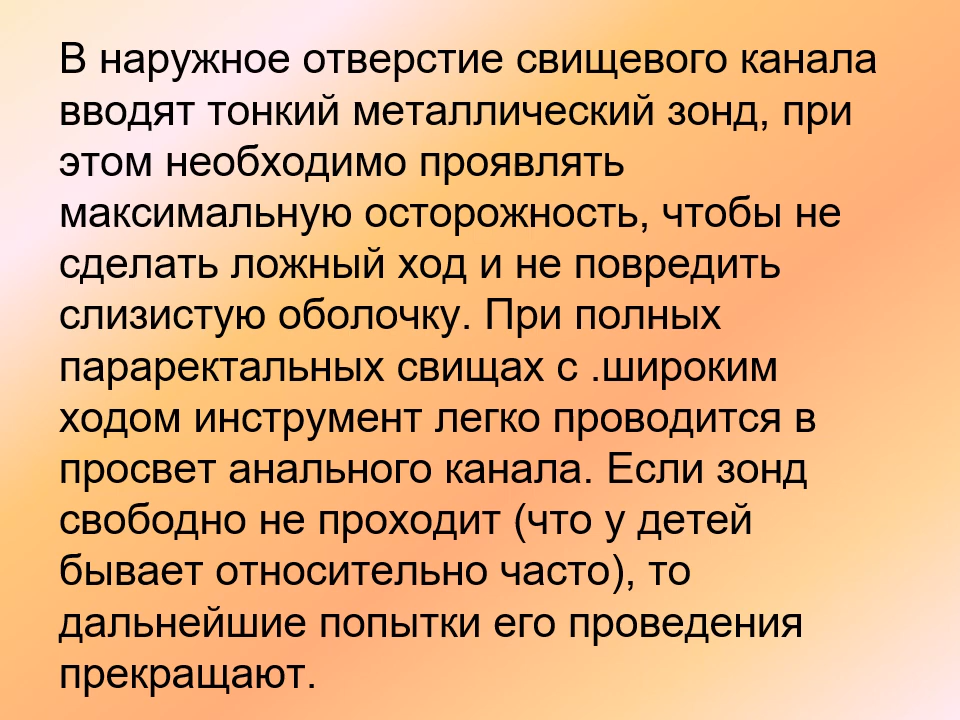 В наружное отверстие свищевого канала
вводят тонкий металлический зонд, при
этом необходимо проявлять
максимальную осторожность, чтобы не
сделать ложный ход и не повредить
слизистую оболочку. При полных
параректальных свищах с .широким
ходом инструмент легко проводится в
просвет анального канала. Если зонд
свободно не проходит (что у детей
бывает относительно часто), то
дальнейшие попытки его проведения
прекращают.